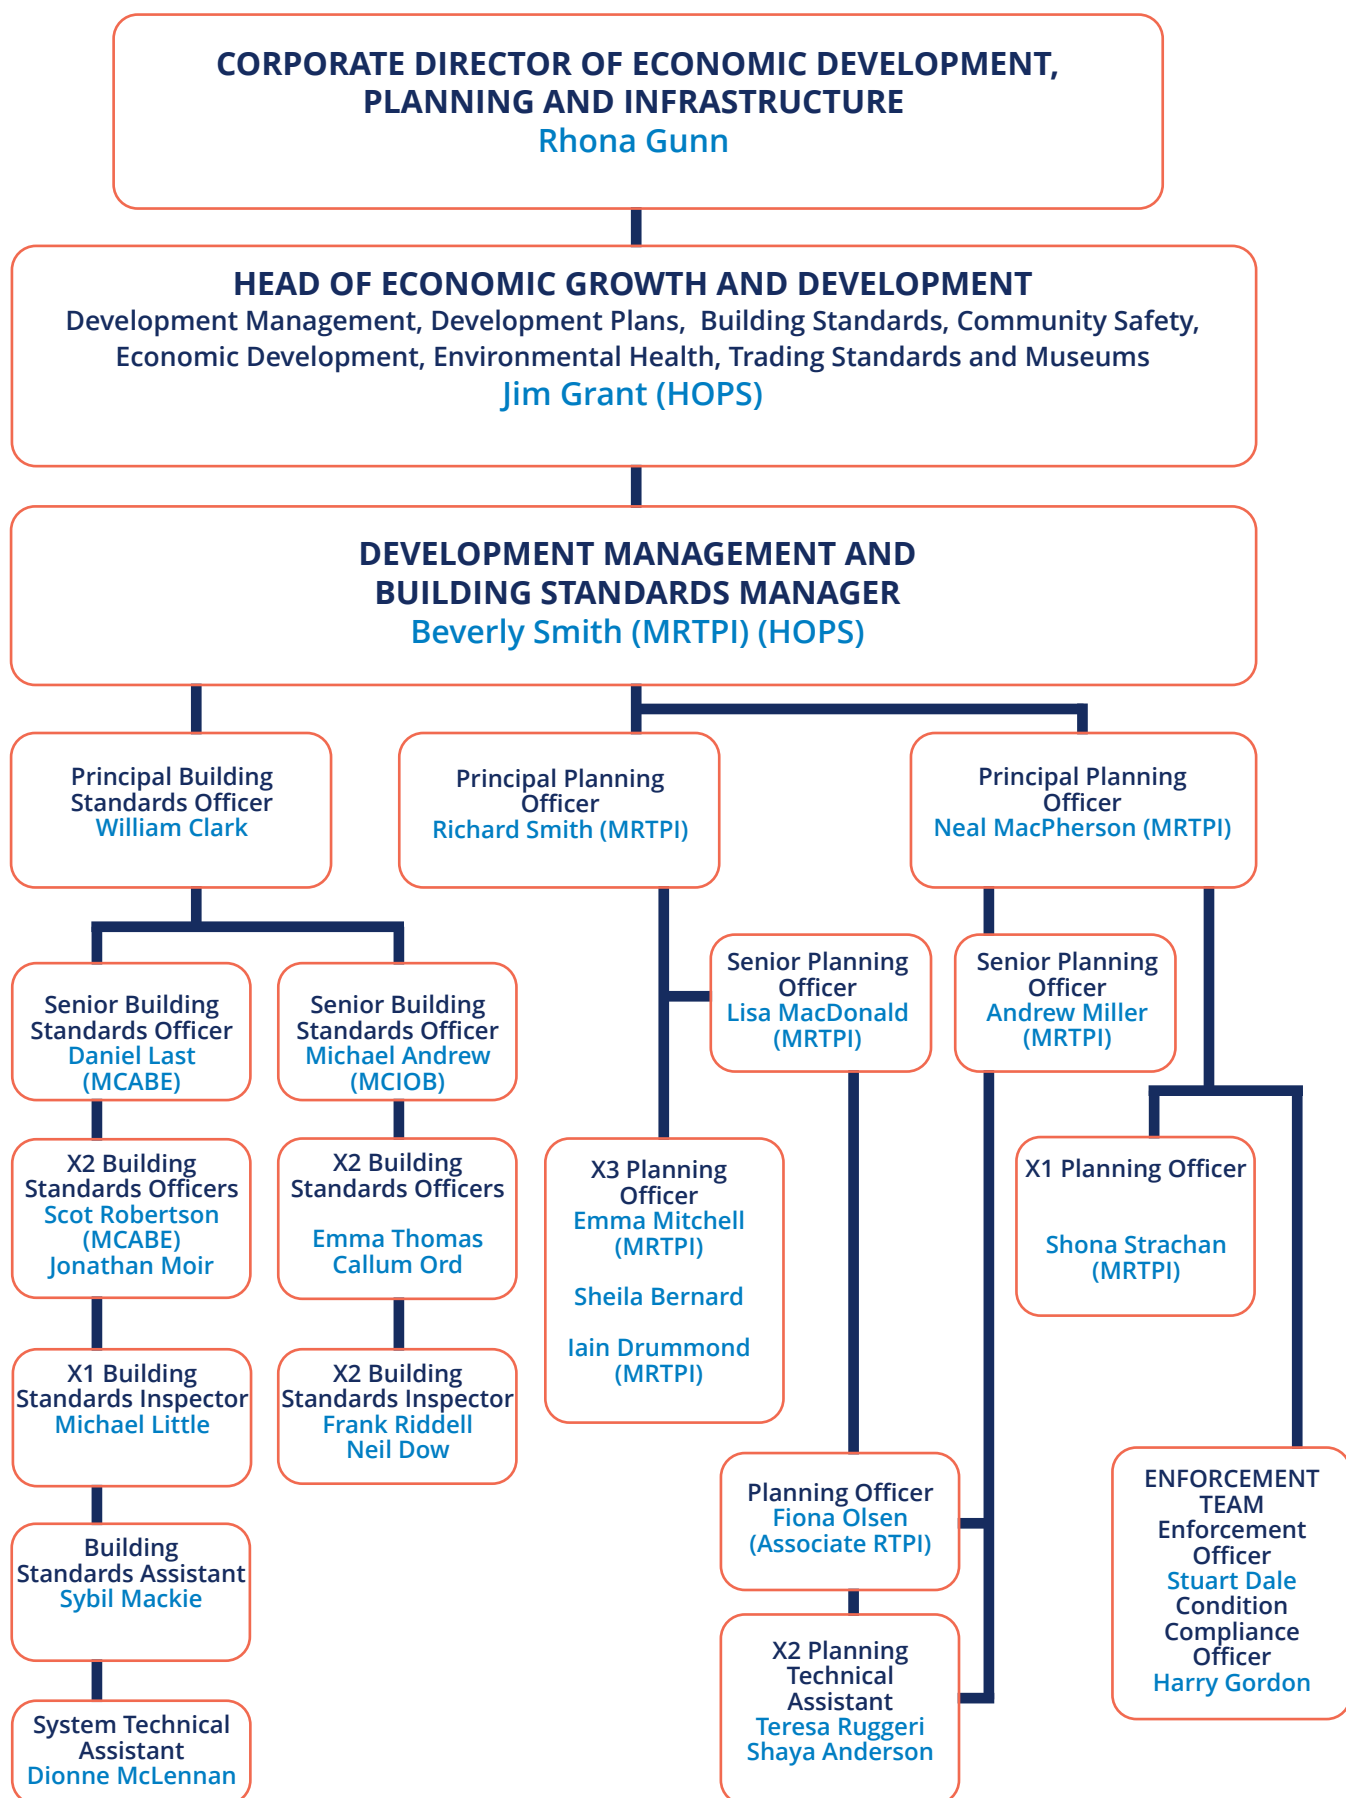 CORPORATE DIRECTOR OF ECONOMIC DEVELOPMENT,
PLANNING AND INFRASTRUCTURE
Rhona Gunn
HEAD OF ECONOMIC GROWTH AND DEVELOPMENT
Development Management, Development Plans, Building Standards, Community Safety,
Economic Development, Environmental Health, Trading Standards and Museums
Jim Grant (HOPS)
DEVELOPMENT MANAGEMENT AND
BUILDING STANDARDS MANAGER
Beverly Smith (MRTPI) (HOPS)
Principal Building
Standards Officer
William Clark
Principal Planning
Officer
Richard Smith (MRTPI)
Principal Planning
Officer
Neal MacPherson (MRTPI)
Senior Building
Standards Officer
Daniel Last
(MCABE)
Senior Building
Standards Officer
Michael Andrew
(MCIOB)
Senior Planning
Officer
Lisa MacDonald
(MRTPI)
Senior Planning
Officer
Andrew Miller
(MRTPI)
X2 Building
Standards Officers
Scot Robertson
(MCABE)
Jonathan Moir
X2 Building
Standards Officers
Emma Thomas
Callum Ord
X3 Planning
Officer
Emma Mitchell
(MRTPI)
Sheila Bernard
Iain Drummond
(MRTPI)
X1 Planning Officer
Shona Strachan
(MRTPI)
X1 Building
Standards Inspector
Michael Little
X2 Building
Standards Inspector
Frank Riddell
Neil Dow
Planning Officer
Fiona Olsen
(Associate RTPI)
ENFORCEMENT
TEAM
Enforcement
Officer
Stuart Dale
Condition
Compliance
Officer
Harry Gordon
Building
Standards Assistant
Sybil Mackie
X2 Planning
Technical
Assistant
Teresa Ruggeri
Shaya Anderson
System Technical
Assistant
Dionne McLennan